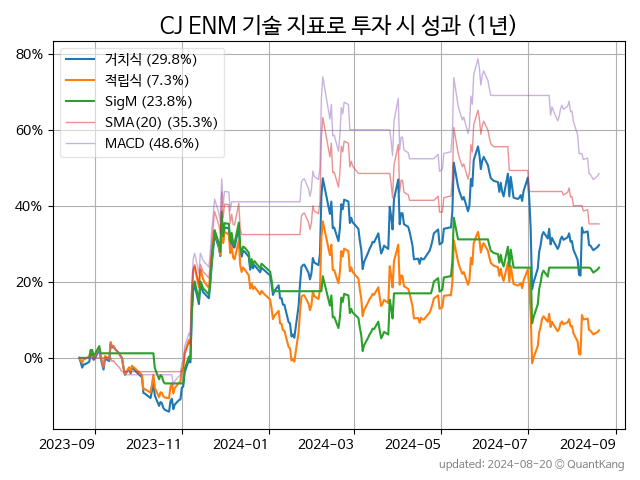 CJ ENM 기술 지표로 투자 시 성과 (1년)
80%
60%
40%
20%
0%
거치식 (29.8%)
적립식 (7.3%)
SigM (23.8%)
SMA(20) (35.3%)
MACD (48.6%)
2023-09
2023-11
2024-01
2024-03
2024-05
2024-07
2024-09
updated: 2024-08-20 © QuantKang